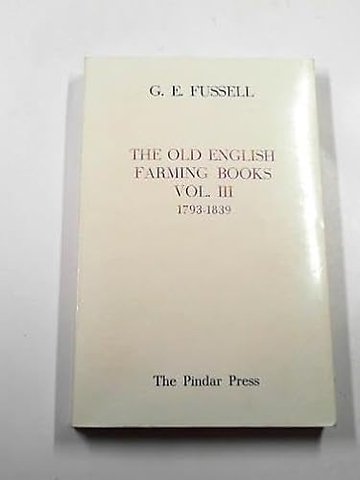 G. E. FUSSELL
THE OLD ENGLISH
FARMING BOOKS
VOL. III
1793-1839
The Pindar Press